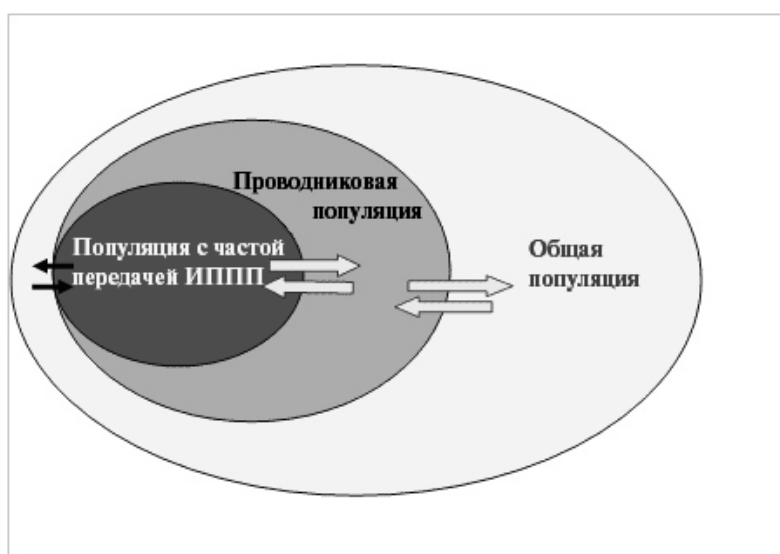 Проводниковая
популяция
Популяция с частой
передачей ИППП
Общая
популяция